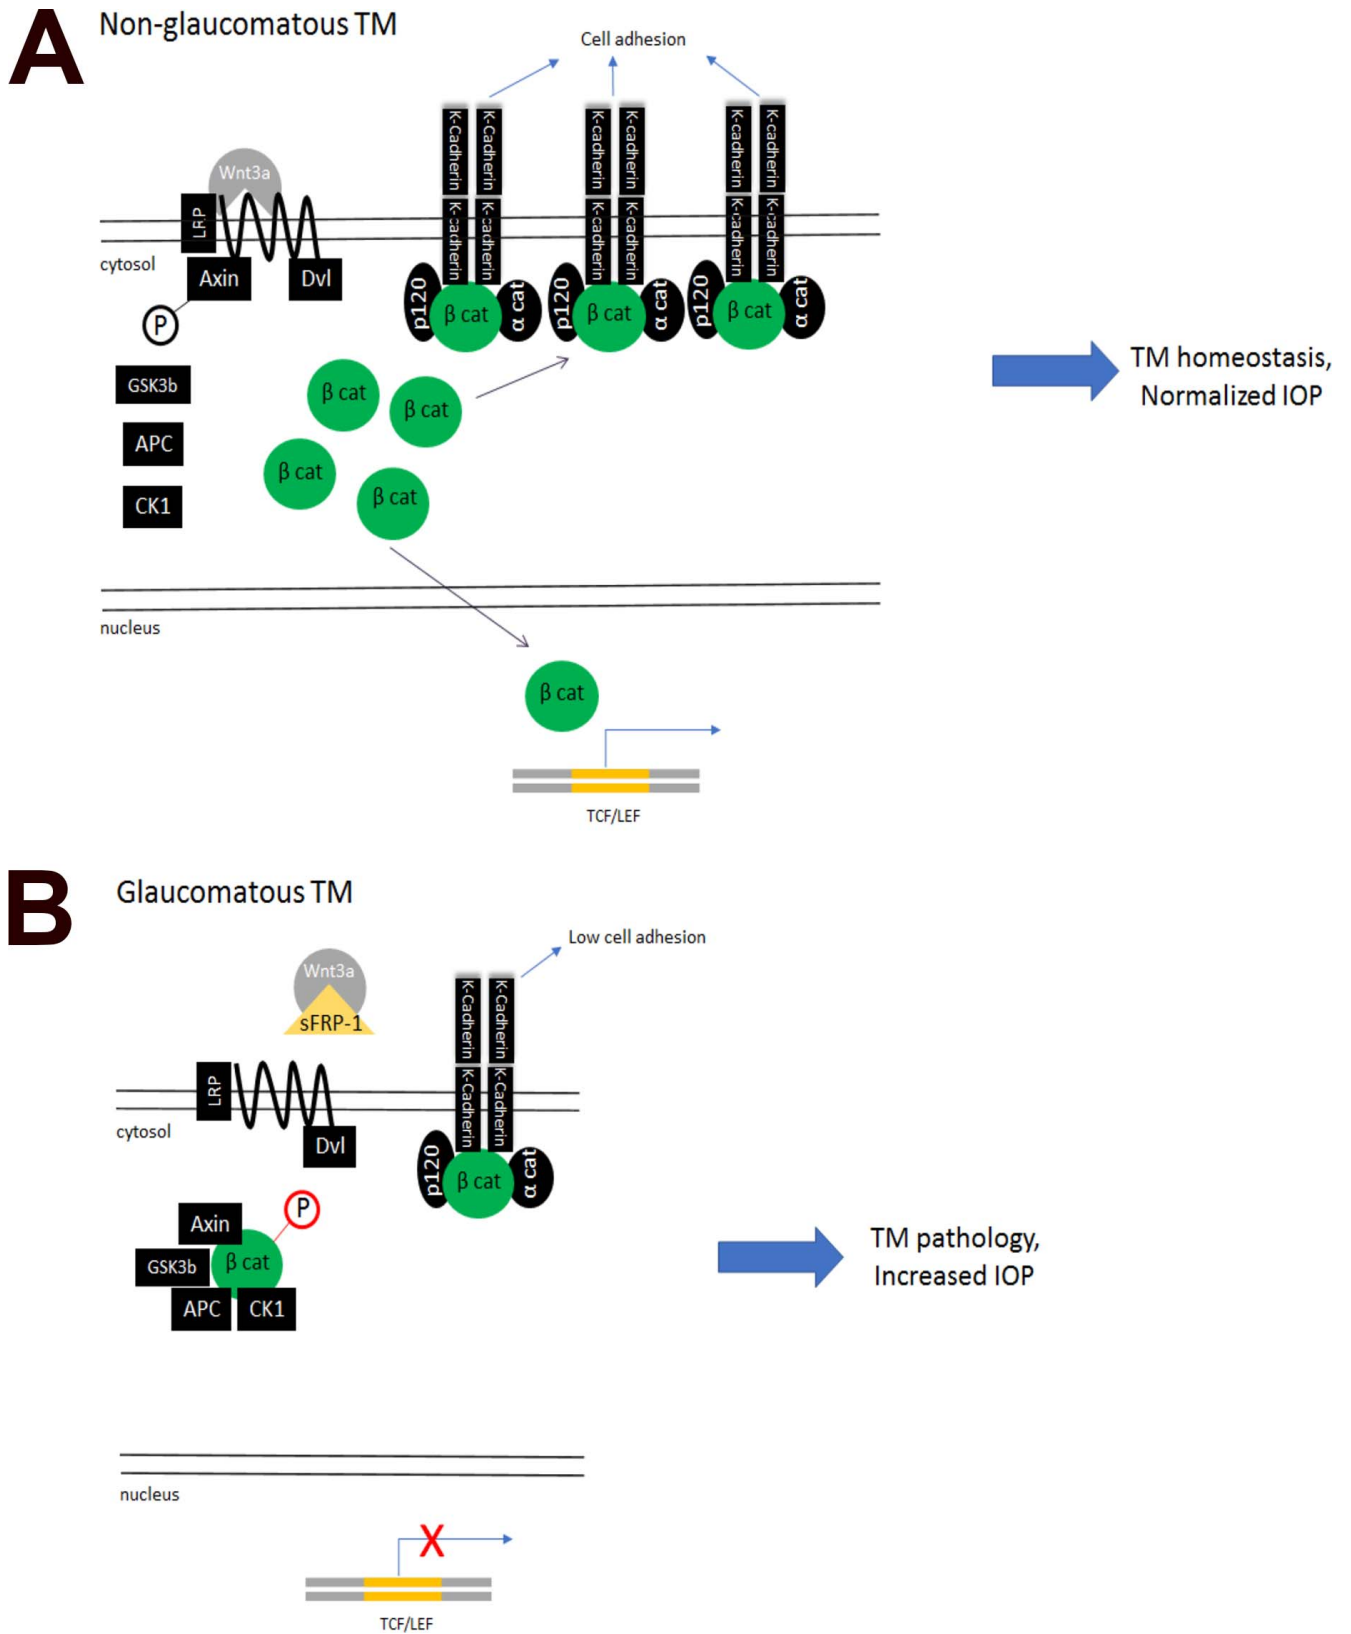 A
Non-glaucomatous TM
Cell adhesion
Wnt3a
LRP
K-Cadherin
K-Cadherin
K-cadherin
K-cadherin
K-cadherin
K-cadherin
K-cadherin
K-cadherin
K-cadherin
K-cadherin
K-cadherin
K-cadherin
cytosol
Axin
Dvl
p120
β cat
α cat
p120
β cat
α cat
p120
β cat
α cat
P
GSK3b
APC
CK1
β cat
β cat
β cat
β cat
TM homeostasis,
Normalized IOP
nucleus
β cat
TCF/LEF
B
Glaucomatous TM
Low cell adhesion
Wnt3a
sFRP-1
LRP
K-Cadherin
K-Cadherin
K-Cadherin
K-Cadherin
cytosol
Dvl
p120
β cat
α cat
P
Axin
GSK3b
β cat
APC
CK1
TM pathology,
Increased IOP
nucleus
X
TCF/LEF